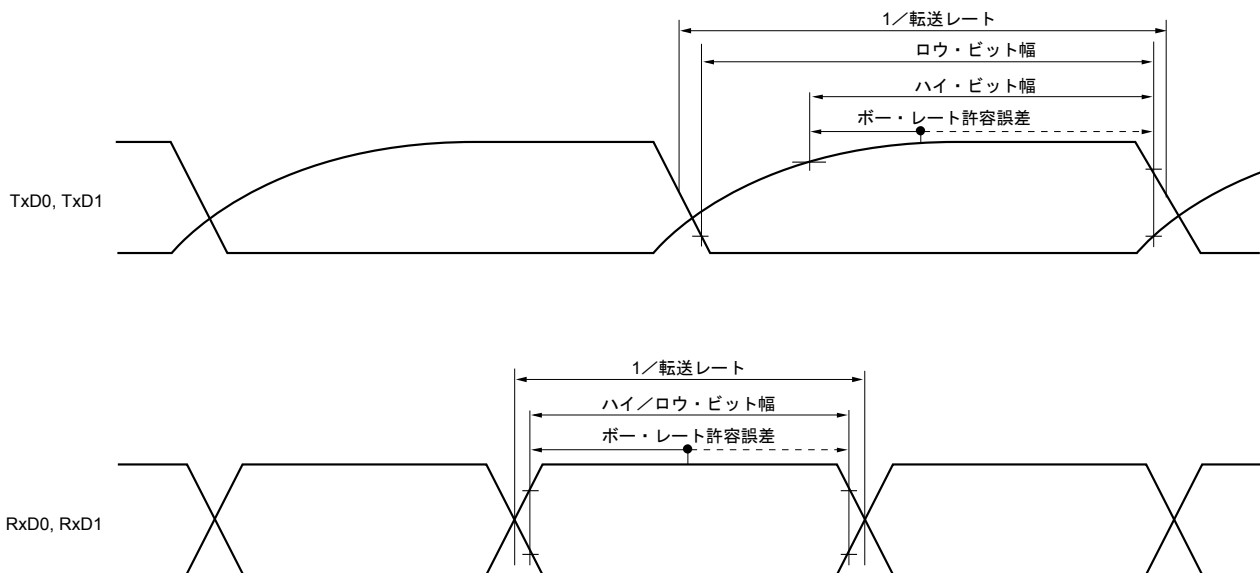 1／転送レート
ロウ・ビット幅
ハイ・ビット幅
ボー・レート許容誤差
TxD0, TxD1
1／転送レート
ハイ／ロウ・ビット幅
ボー・レート許容誤差
RxD0, RxD1